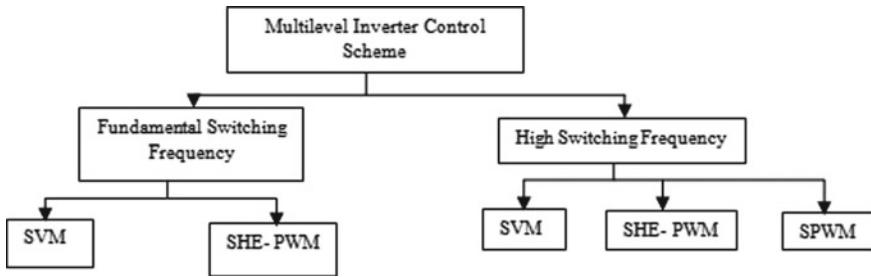 Multilevel Inverter Control
Scheme
Fundamental Switching
Frequency
High Switching Frequency
SVM
SHE- PWM
SVM
SHE- PWM
SPWM